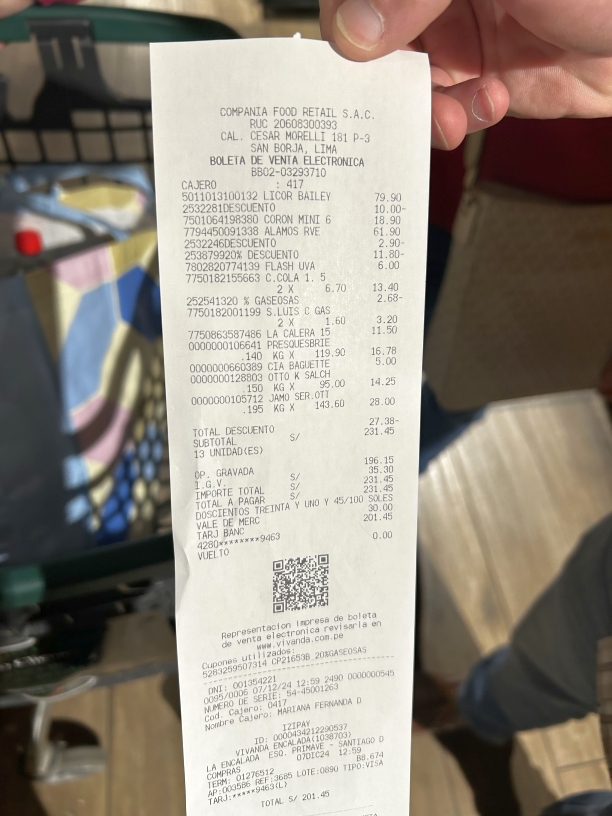 COMPANIA FOOD RETAIL S.A.C.
RUC 20608300393
CAL. CESAR MORELLI 181 P-3
SAN BORJA, LIMA
BOLETA DE VENTA ELECTRONICA
BB02-03293710
CAJERO : 417
5011013100132 LICOR BAILEY 79.90
2532281DESCUENTO 10.00-
7501064198380 CORON MINI 6 18.90
7794450091338 ALAMOS RVE 61.90
2532246DESCUENTO 2.90-
253879920% DESCUENTO 11.80-
7802820774139 FLASH UVA 6.00
7750182155663 C.COLA 1. 5
2 X 6.70 13.40
252541320 % GASEOSAS 2.68-
7750182001199 S.LUIS C GAS
2 X 1.60 3.20
7750863587486 LA CALERA 15 11.50
0000000106641 PRESQUESBRIE
.140 KG X 119.90 16.78
0000000660389 CIA BAGUETTE 5.00
0000000128803 OTTO K SALCH
.150 KG X 95.00 14.25
0000000105712 JAMO SER.OTT
.195 KG X 143.60 28.00
TOTAL DESCUENTO 27.38-
SUBTOTAL S/ 231.45
13 UNIDAD(ES)
OP. GRAVADA 196.15
I.G.V. S/ 35.30
IMPORTE TOTAL S/ 231.45
TOTAL A PAGAR S/ 231.45
DOSCIENTOS TREINTA Y UNO Y 45/100 SOLES
VALE DE MERC 30.00
TARJ BANC 201.45
4280********9463
VUELTO 0.00
Representacion impresa de boleta
de venta electronica revisarla en
www.vivanda.com.pe
Cupones utilizados:
5283259507314 CP21653B_20%GASEOSAS
DNI: 001354221
0095/0006 07/12/24 12:59 2490 0000000545
NUMERO DE SERIE: 54-45001263
Cod. Cajero: 0417
Nombre Cajero: MARIANA FERNANDA D
IZIPAY
ID: 0000434212290537
VIVANDA ENCALADA(1038703)
LA ENCALADA ESQ. PRIMAVE - SANTIAGO D
COMPRAS 07DIC24 12:59
TERM: 01276512 B8.674
AP:003586 REF:3685 LOTE:0890 TIPO:VISA
TARJ:*****9463(L)
TOTAL S/ 201.45